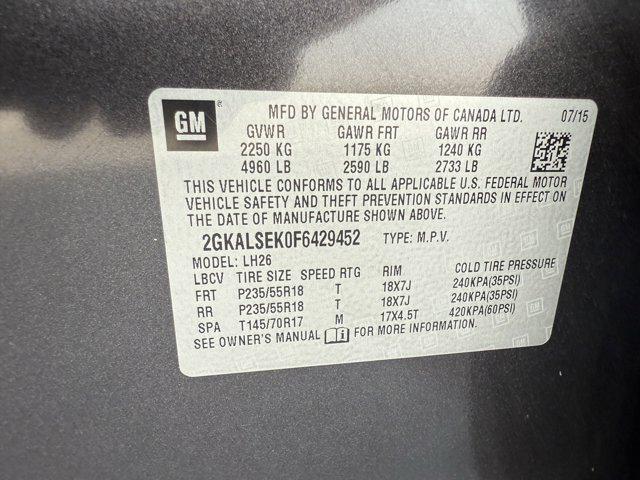 GM
MFD BY GENERAL MOTORS OF CANADA LTD. 07/15
GVWR GAWR FRT GAWR RR
2250 KG 1175 KG 1240 KG
4960 LB 2590 LB 2733 LB
THIS VEHICLE CONFORMS TO ALL APPLICABLE U.S. FEDERAL MOTOR
VEHICLE SAFETY AND THEFT PREVENTION STANDARDS IN EFFECT ON
THE DATE OF MANUFACTURE SHOWN ABOVE.
2GKALSEK0F6429452 TYPE: M.P.V.
MODEL: LH26
LBCV TIRE SIZE SPEED RTG RIM COLD TIRE PRESSURE
FRT P235/55R18 T 18X7J 240KPA(35PSI)
RR P235/55R18 T 18X7J 240KPA(35PSI)
SPA T145/70R17 M 17X4.5T 420KPA(60PSI)
SEE OWNER'S MANUAL FOR MORE INFORMATION.